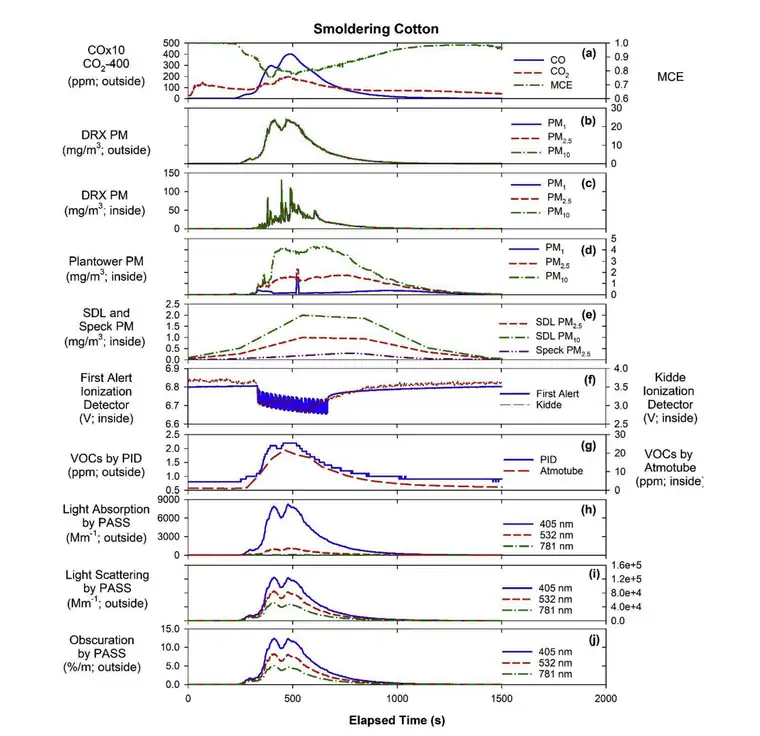 Smoldering Cotton
COx10
CO2-400
(ppm; outside)
500
400
300
200
100
0
(a)
CO
CO2
MCE
1.0
0.9
0.8
0.7
0.6
MCE
DRX PM
(mg/m3; outside)
(b)
PM1
PM2.5
PM10
30
20
10
0
DRX PM
(mg/m3; inside)
150
100
50
0
(c)
PM1
PM2.5
PM10
Plantower PM
(mg/m3; inside)
(d)
PM1
PM2.5
PM10
5
4
3
2
1
0
SDL and
Speck PM
(mg/m3; inside)
2.5
2.0
1.5
1.0
0.5
0.0
(e)
SDL PM2.5
SDL PM10
Speck PM2.5
First Alert
Ionization
Detector
(V; inside)
6.9
6.8
6.7
6.6
(f)
First Alert
Kidde
4.0
3.5
3.0
2.5
Kidde
Ionization
Detector
(V; inside)
VOCs by PID
(ppm; outside)
2.5
2.0
1.5
1.0
0.5
(g)
PID
Atmotube
30
20
10
0
VOCs by
Atmotube
(ppm; inside)
Light Absorption
by PASS
(Mm-1; outside)
9000
6000
3000
0
(h)
405 nm
532 nm
781 nm
Light Scattering
by PASS
(Mm-1; outside)
(i)
405 nm
532 nm
781 nm
1.6e+5
1.2e+5
8.0e+4
4.0e+4
0.0
Obscuration
by PASS
(%/m; outside)
15.0
10.0
5.0
0.0
(j)
405 nm
532 nm
781 nm
0
500
1000
1500
2000
Elapsed Time (s)